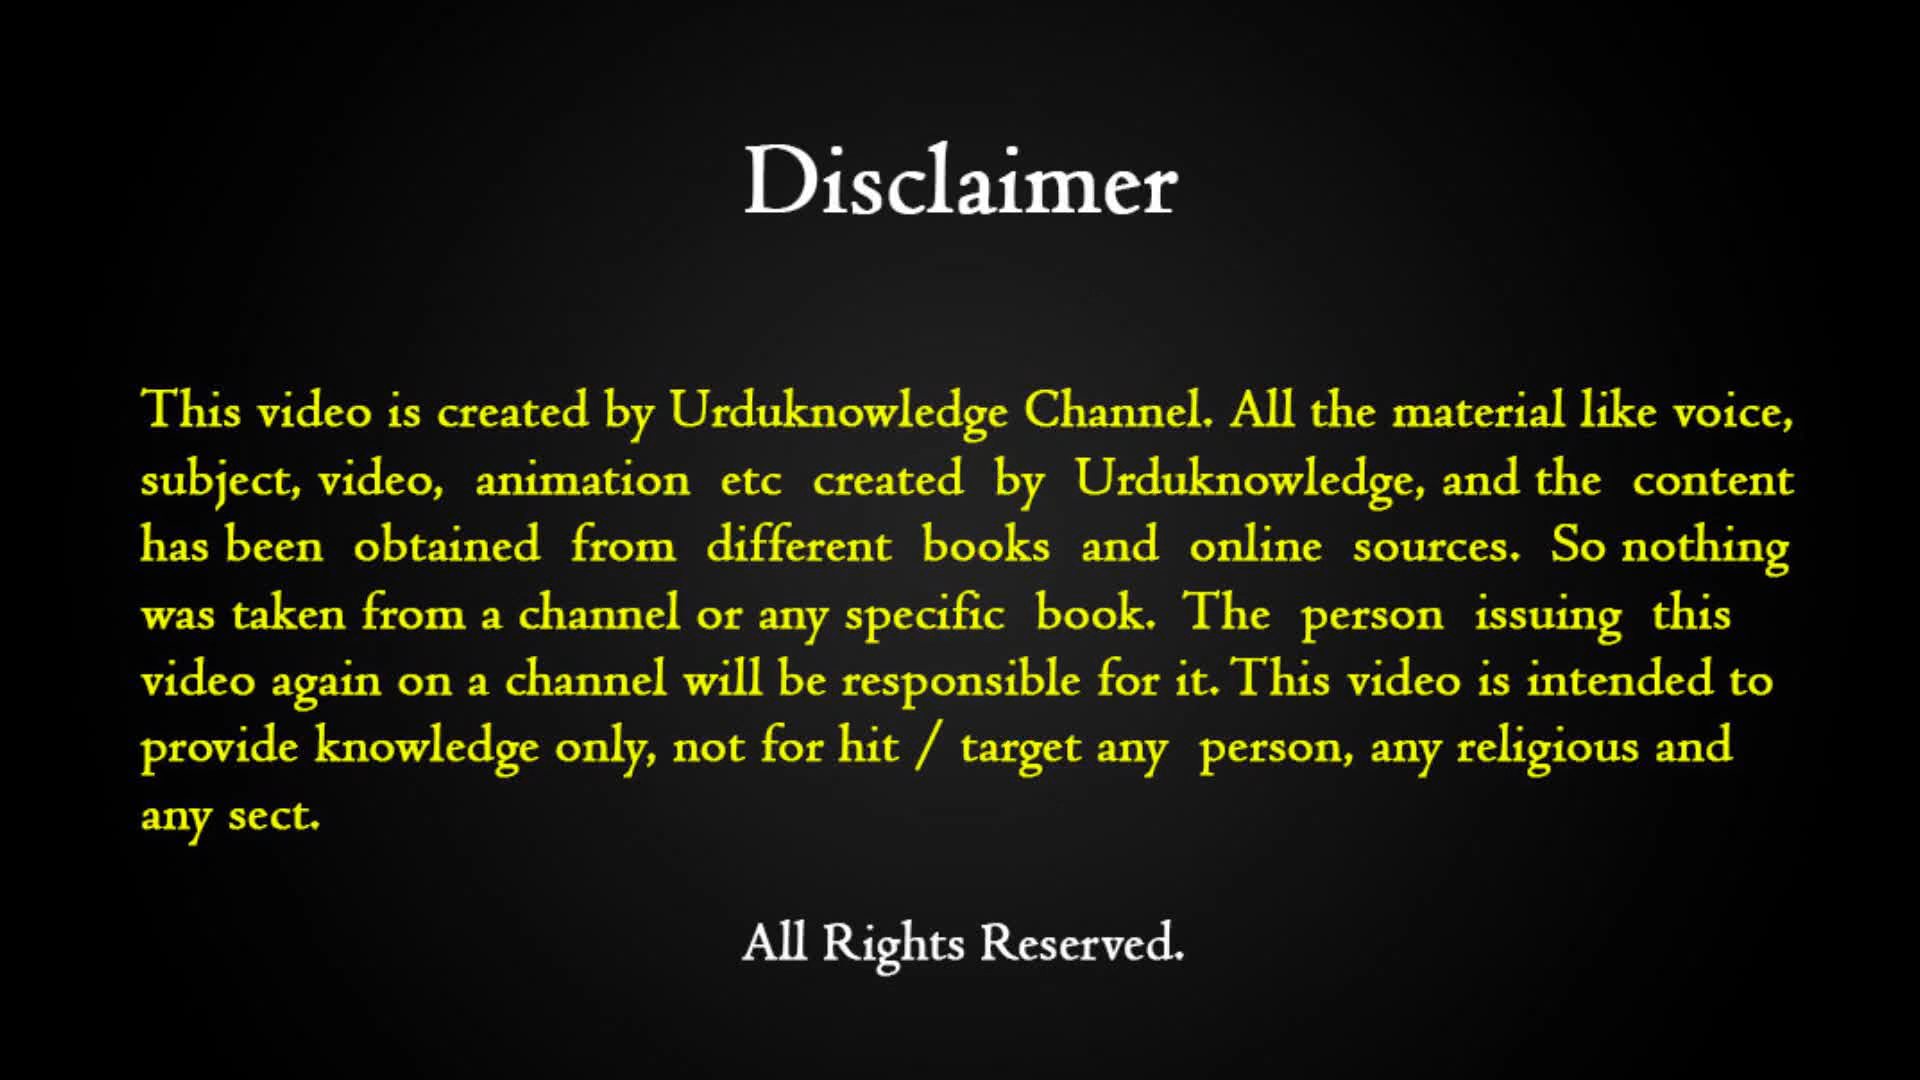 Disclaimer
This video is created by Urduknowledge Channel. All the material like voice,
subject, video, animation etc created by Urduknowledge, and the content
has been obtained from different books and online sources. So nothing
was taken from a channel or any specific book. The person issuing this
video again on a channel will be responsible for it. This video is intended to
provide knowledge only, not for hit / target any person, any religious and
any sect.
All Rights Reserved.